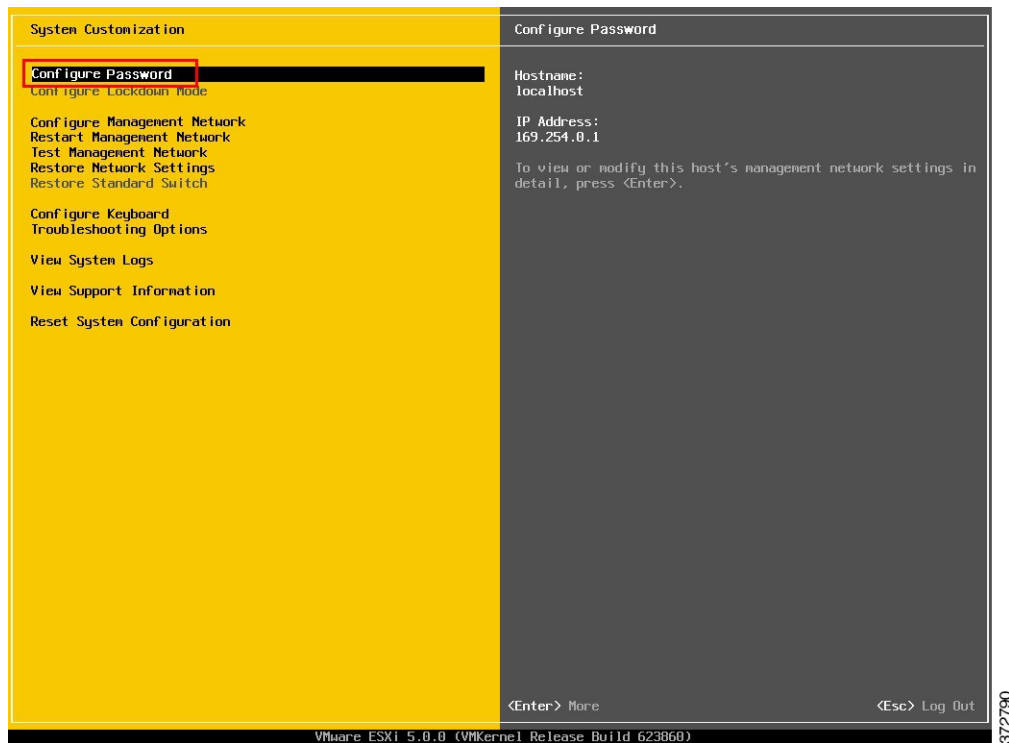 System Customization
Configure Password
Configure Lockdown Mode
Configure Management Network
Restart Management Network
Test Management Network
Restore Network Settings
Restore Standard Switch
Configure Keyboard
Troubleshooting Options
View System Logs
View Support Information
Reset System Configuration
Configure Password
Hostname:
localhost
IP Address:
169.254.0.1
To view or modify this host's management network settings in
detail, press <Enter>.
<Enter> More
<Esc> Log Out
VMware ESXi 5.0.0 (VMKernel Release Build 623860)
372790